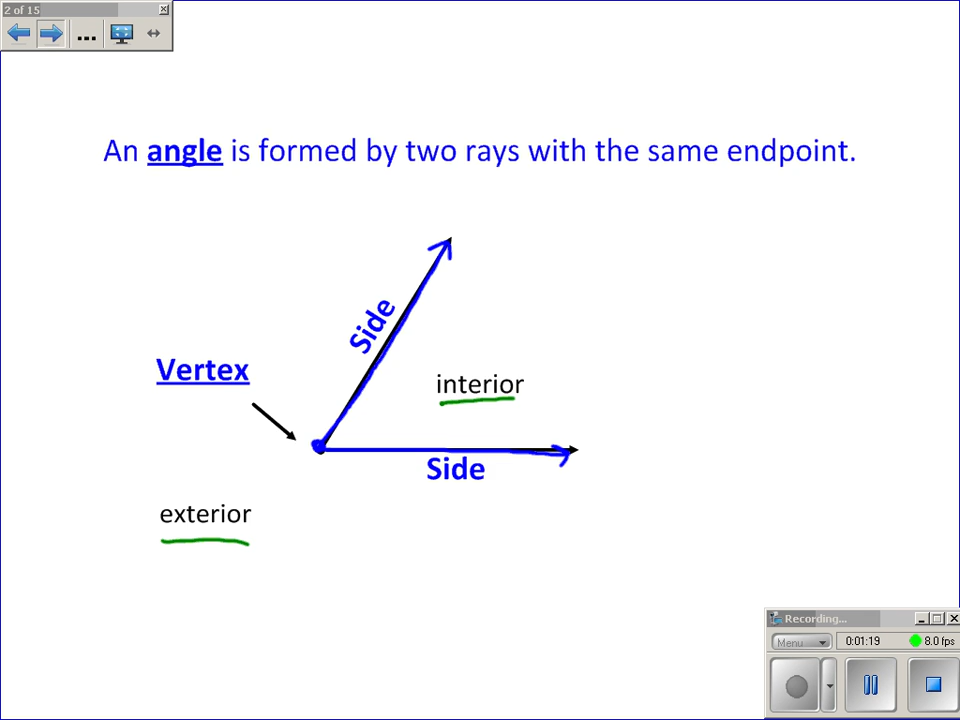 2 of 15
An angle is formed by two rays with the same endpoint.
Side
Vertex
interior
Side
exterior
Recording...
Menu
0:01:19
8.0 fps